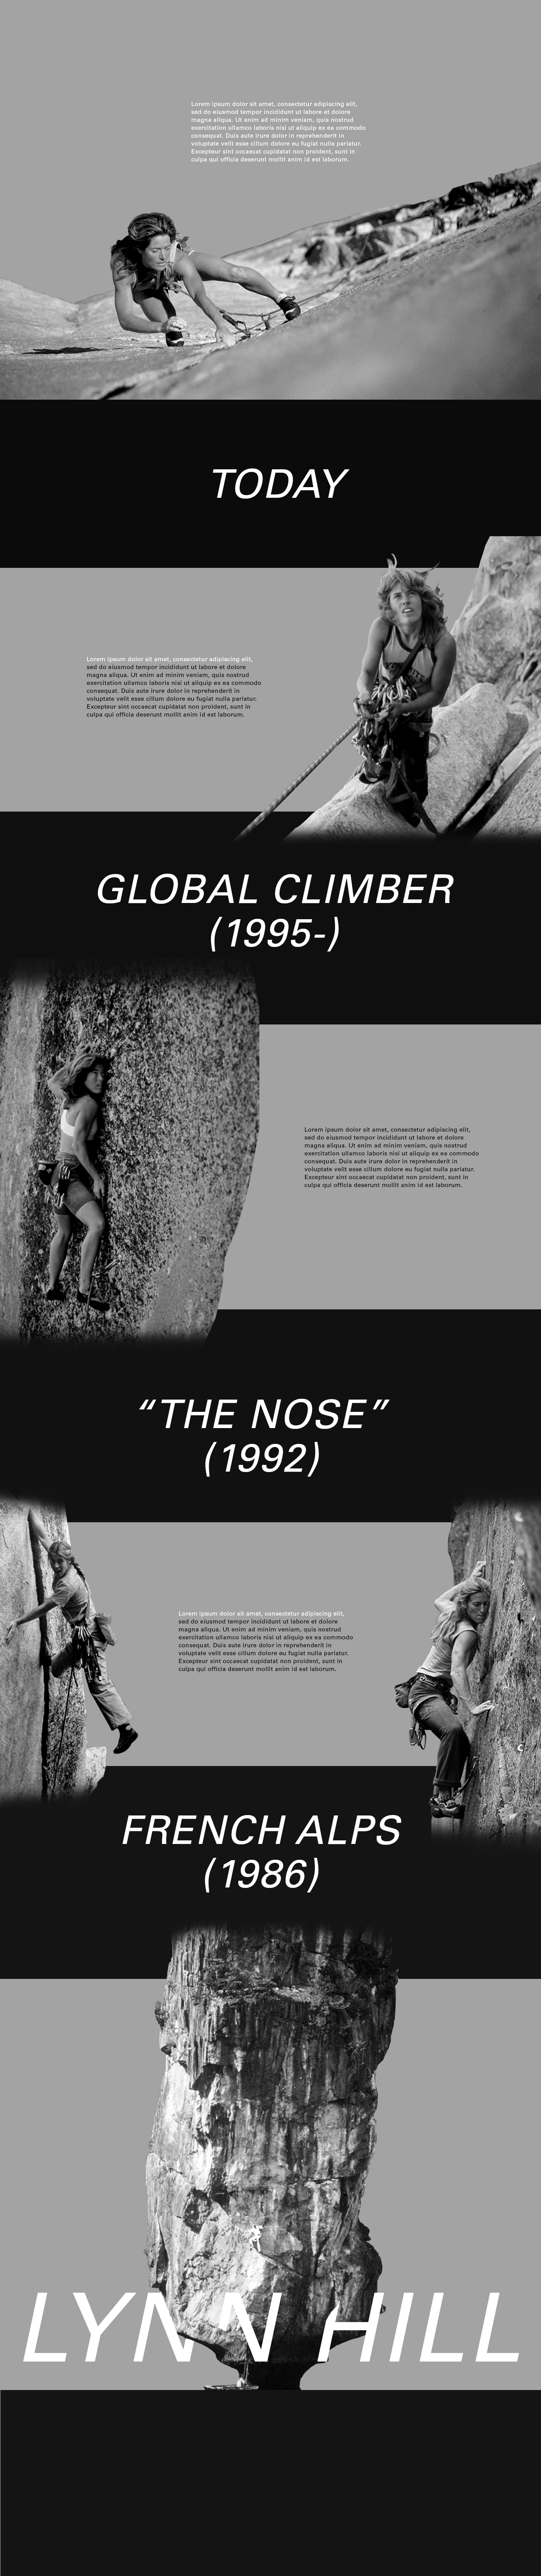 Lorem ipsum dolor sit amet, consectetur adipiscing elit,
sed do eiusmod tempor incididunt ut labore et dolore
magna aliqua. Ut enim ad minim veniam, quis nostrud
exercitation ullamco laboris nisi ut aliquip ex ea commodo
consequat. Duis aute irure dolor in reprehenderit in
voluptate velit esse cillum dolore eu fugiat nulla pariatur.
Excepteur sint occaecat cupidatat non proident, sunt in
culpa qui officia deserunt mollit anim id est laborum.
TODAY
Lorem ipsum dolor sit amet, consectetur adipiscing elit,
sed do eiusmod tempor incididunt ut labore et dolore
magna aliqua. Ut enim ad minim veniam, quis nostrud
exercitation ullamco laboris nisi ut aliquip ex ea commodo
consequat. Duis aute irure dolor in reprehenderit in
voluptate velit esse cillum dolore eu fugiat nulla pariatur.
Excepteur sint occaecat cupidatat non proident, sunt in
culpa qui officia deserunt mollit anim id est laborum.
GLOBAL CLIMBER
(1995-)
Lorem ipsum dolor sit amet, consectetur adipiscing elit,
sed do eiusmod tempor incididunt ut labore et dolore
magna aliqua. Ut enim ad minim veniam, quis nostrud
exercitation ullamco laboris nisi ut aliquip ex ea commodo
consequat. Duis aute irure dolor in reprehenderit in
voluptate velit esse cillum dolore eu fugiat nulla pariatur.
Excepteur sint occaecat cupidatat non proident, sunt in
culpa qui officia deserunt mollit anim id est laborum.
“THE NOSE”
(1992)
Lorem ipsum dolor sit amet, consectetur adipiscing elit,
sed do eiusmod tempor incididunt ut labore et dolore
magna aliqua. Ut enim ad minim veniam, quis nostrud
exercitation ullamco laboris nisi ut aliquip ex ea commodo
consequat. Duis aute irure dolor in reprehenderit in
voluptate velit esse cillum dolore eu fugiat nulla pariatur.
Excepteur sint occaecat cupidatat non proident, sunt in
culpa qui officia deserunt mollit anim id est laborum.
FRENCH ALPS
(1986)
LYNN HILL